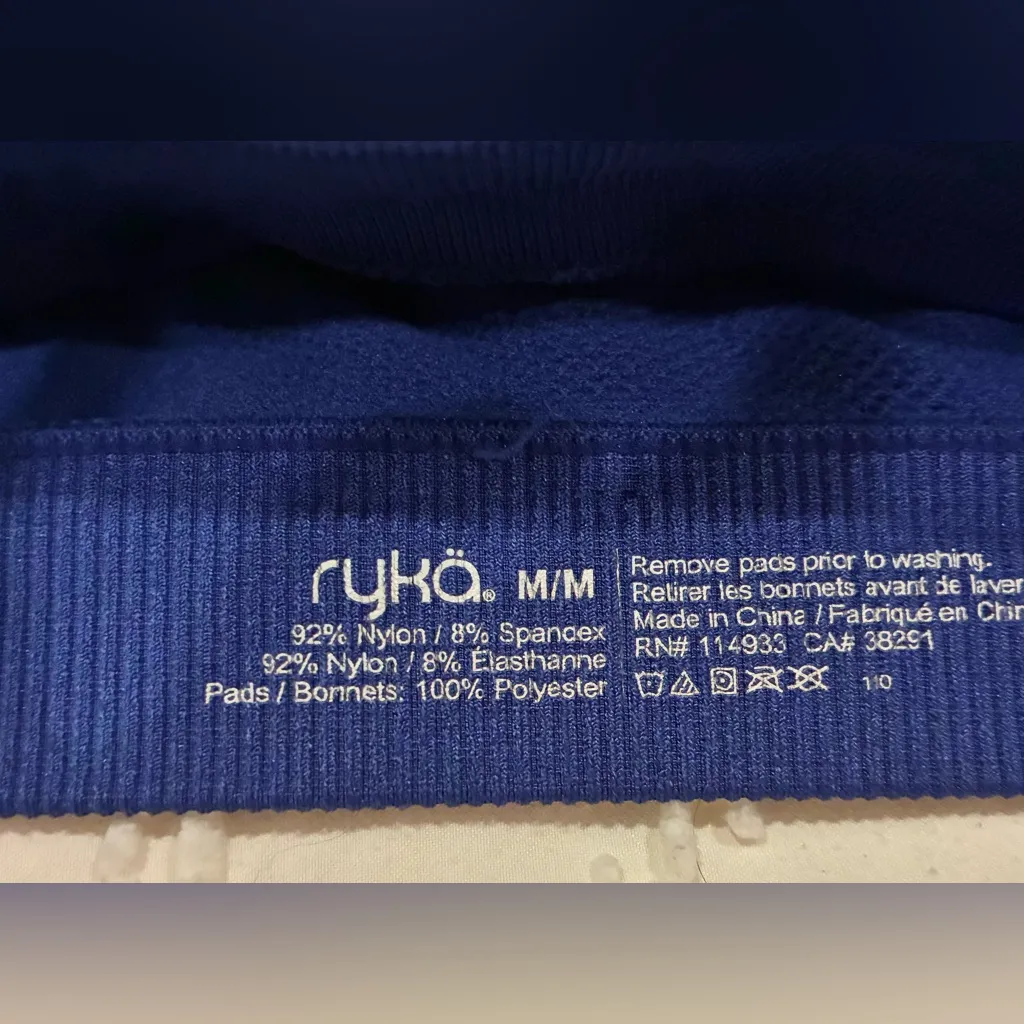 rykä® M/M
92% Nylon / 8% Spandex
92% Nylon / 8% Élasthanne
Pads / Bonnets: 100% Polyester
Remove pads prior to washing.
Retirer les bonnets avant de laver
Made in China / Fabriqué en Chin
RN# 114933 CA# 38291
110